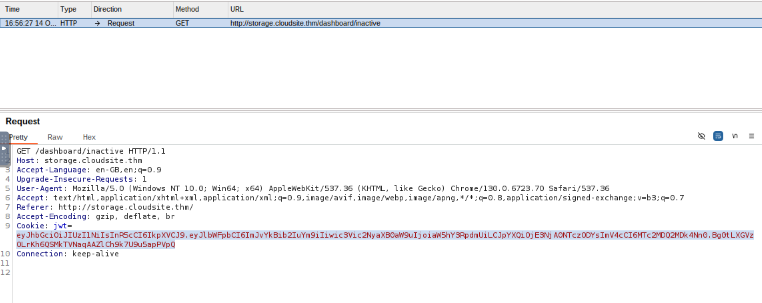 Time Type Direction Method URL
16:56:27 14 O... HTTP → Request GET http://storage.cloudsite.thm/dashboard/inactive
Request
Pretty Raw Hex
GET /dashboard/inactive HTTP/1.1
2 Host: storage.cloudsite.thm
3 Accept-Language: en-GB,en;q=0.9
4 Upgrade-Insecure-Requests: 1
5 User-Agent: Mozilla/5.0 (Windows NT 10.0; Win64; x64) AppleWebKit/537.36 (KHTML, like Gecko) Chrome/130.0.6723.70 Safari/537.36
6 Accept: text/html,application/xhtml+xml,application/xml;q=0.9,image/avif,image/webp,image/apng,*/*;q=0.8,application/signed-exchange;v=b3;q=0.7
7 Referer: http://storage.cloudsite.thm/
8 Accept-Encoding: gzip, deflate, br
9 Cookie: jwt=
10 Connection: keep-alive
11
12